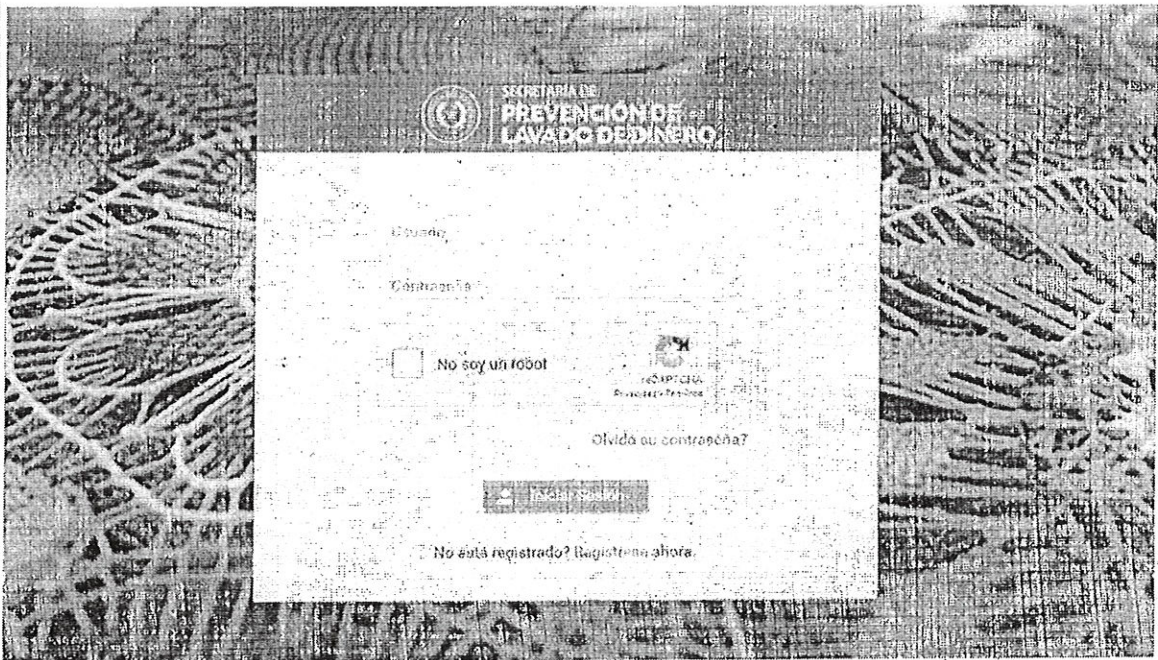 SECRETARÍA DE
PREVENCIÓN DE
LAVADO DE DINERO
Usuario
Contraseña
No soy un robot
reCAPTCHA
Olvidó su contraseña?
Iniciar Sesión
No está registrado? Regístrese ahora.